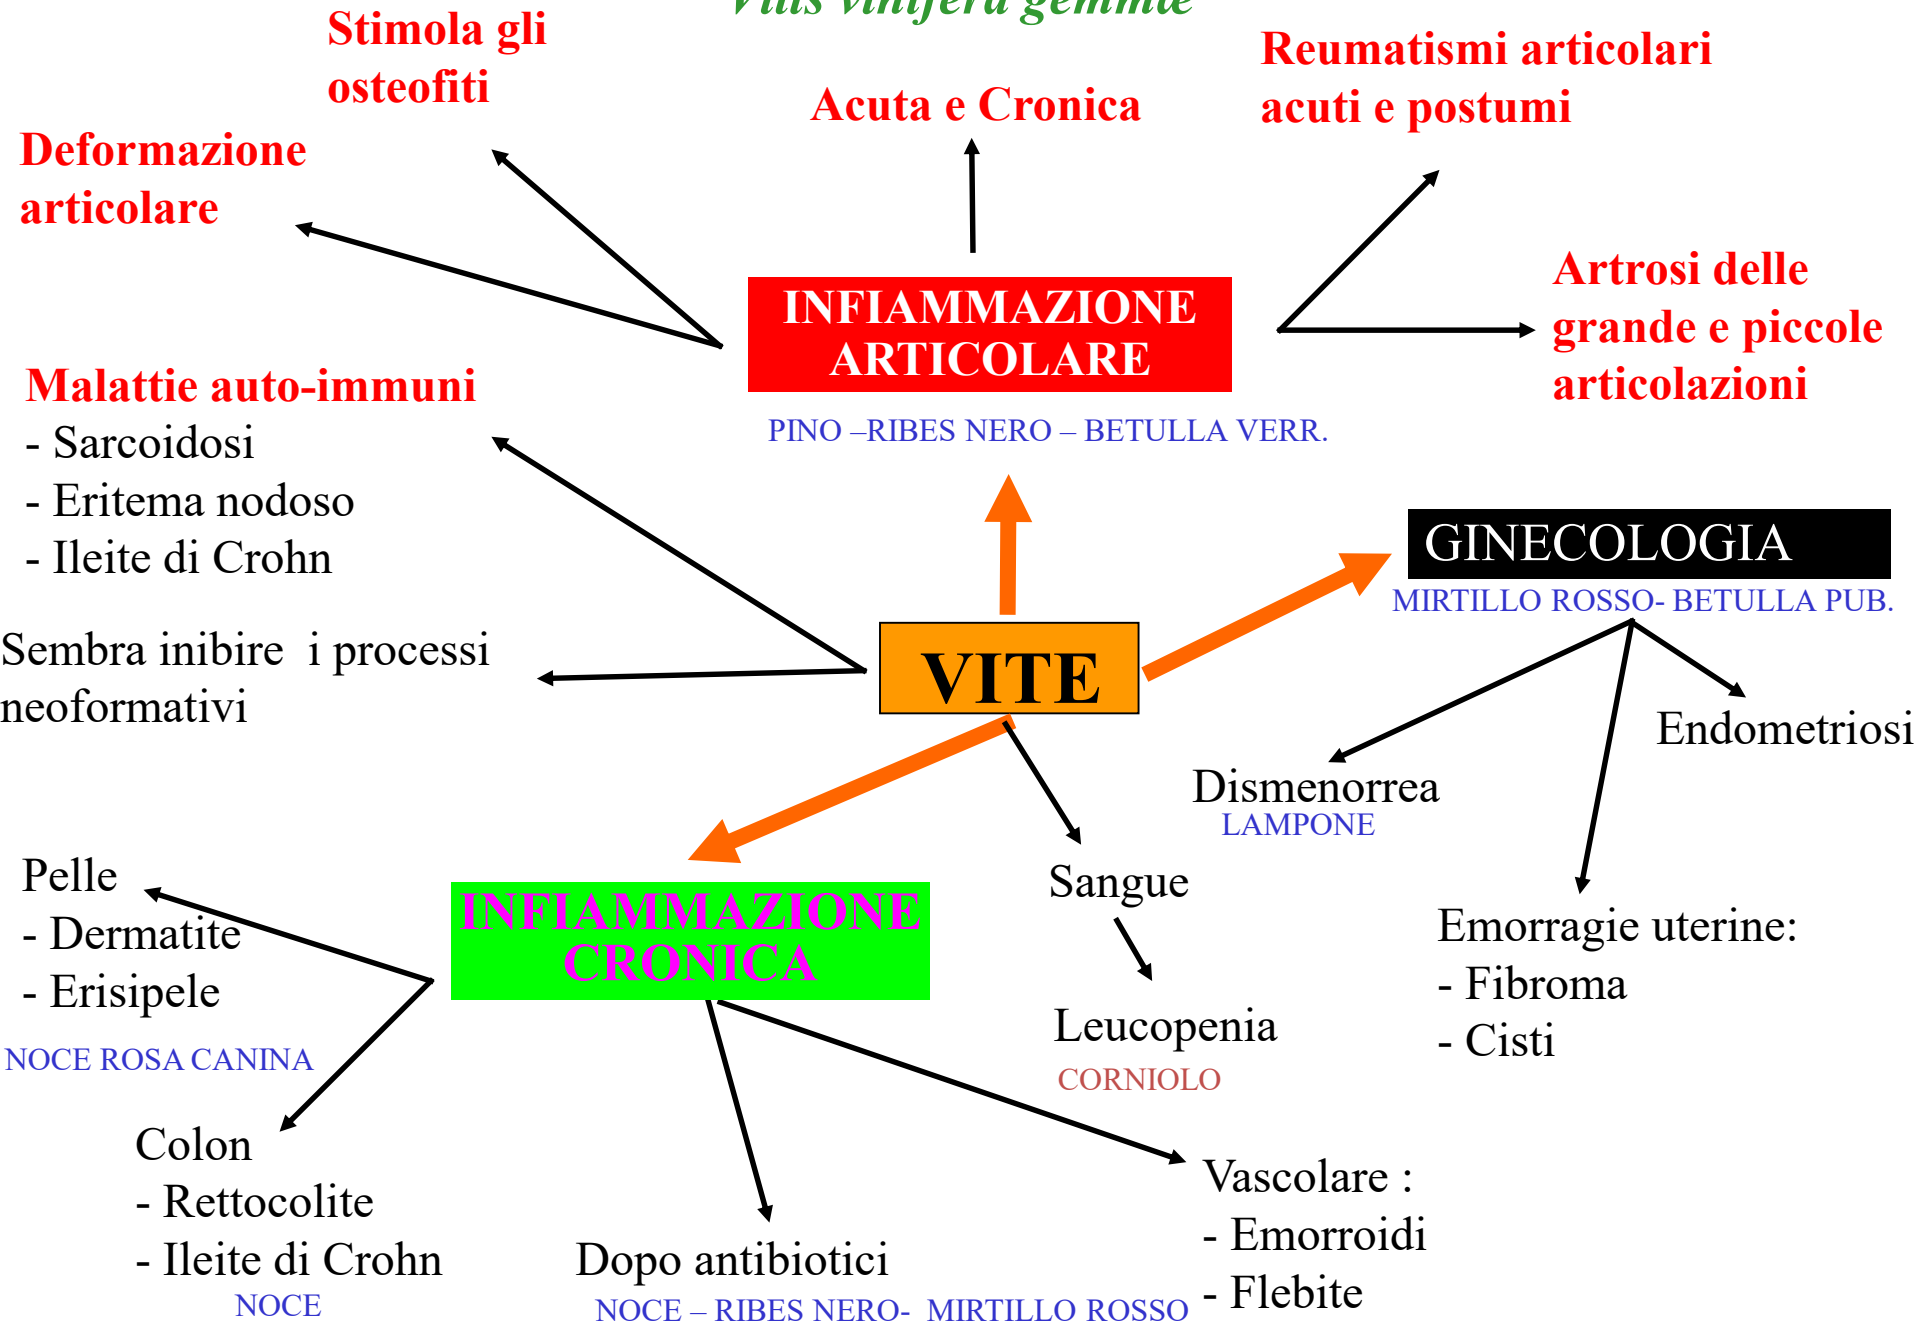 Vitis vinifera gemmæ
Stimola gli
osteofiti
Acuta e Cronica
Reumatismi articolari
acuti e postumi
Deformazione
articolare
INFIAMMAZIONE
ARTICOLARE
Artrosi delle
grande e piccole
articolazioni
PINO –RIBES NERO – BETULLA VERR.
Malattie auto-immuni
- Sarcoidosi
- Eritema nodoso
- Ileite di Crohn
GINECOLOGIA
MIRTILLO ROSSO- BETULLA PUB.
Sembra inibire  i processi
neoformativi
VITE
Endometriosi
Dismenorrea
LAMPONE
Emorragie uterine:
- Fibroma
- Cisti
Sangue
Leucopenia
CORNIOLO
INFIAMMAZIONE
CRONICA
Pelle
- Dermatite
- Erisipele
NOCE ROSA CANINA
Colon
- Rettocolite
- Ileite di Crohn
NOCE
Dopo antibiotici
NOCE – RIBES NERO-  MIRTILLO ROSSO
Vascolare :
- Emorroidi
- Flebite